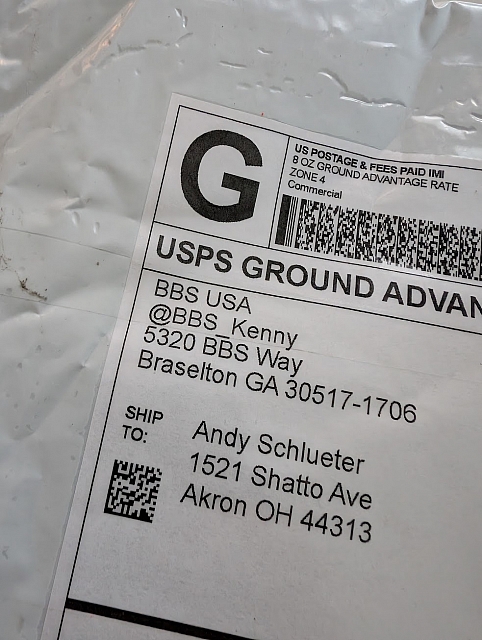 G
US POSTAGE & FEES PAID IMI
8 OZ GROUND ADVANTAGE RATE
ZONE 4
Commercial
USPS GROUND ADVAN
BBS USA
@BBS_Kenny
5320 BBS Way
Braselton GA 30517-1706
SHIP
TO:
Andy Schlueter
1521 Shatto Ave
Akron OH 44313